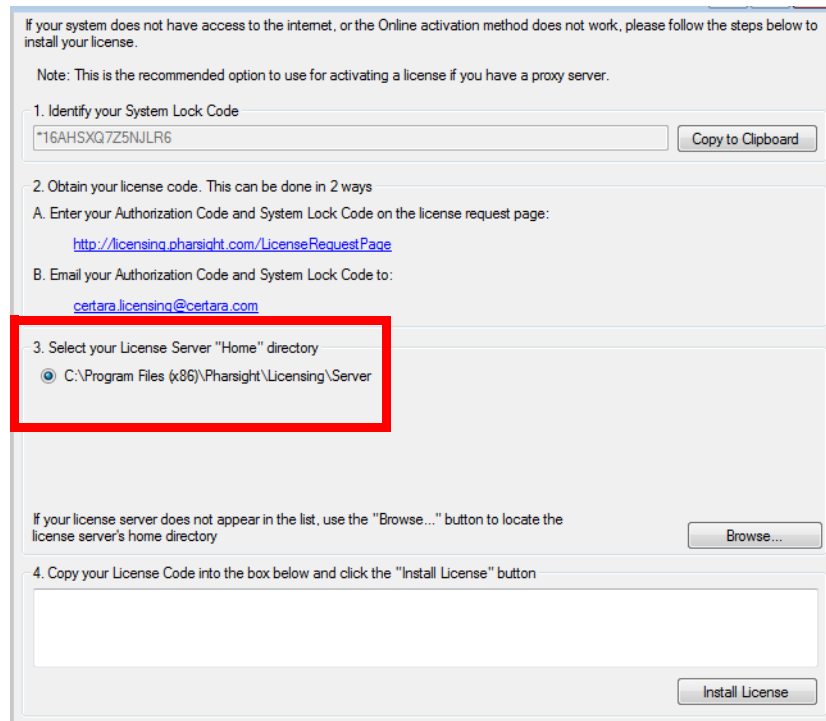 If your system does not have access to the internet, or the Online activation method does not work, please follow the steps below to
install your license.
Note: This is the recommended option to use for activating a license if you have a proxy server.
1. Identify your System Lock Code
*16AHSXQ7Z5NJLR6
Copy to Clipboard
2. Obtain your license code. This can be done in 2 ways
A. Enter your Authorization Code and System Lock Code on the license request page:
http://licensing.pharsight.com/LicenseRequestPage
B. Email your Authorization Code and System Lock Code to:
certara.licensing@certara.com
3. Select your License Server "Home" directory
C:\Program Files (x86)\Pharsight\Licensing\Server
If your license server does not appear in the list, use the "Browse..." button to locate the
license server's home directory
Browse...
4. Copy your License Code into the box below and click the "Install License" button
Install License